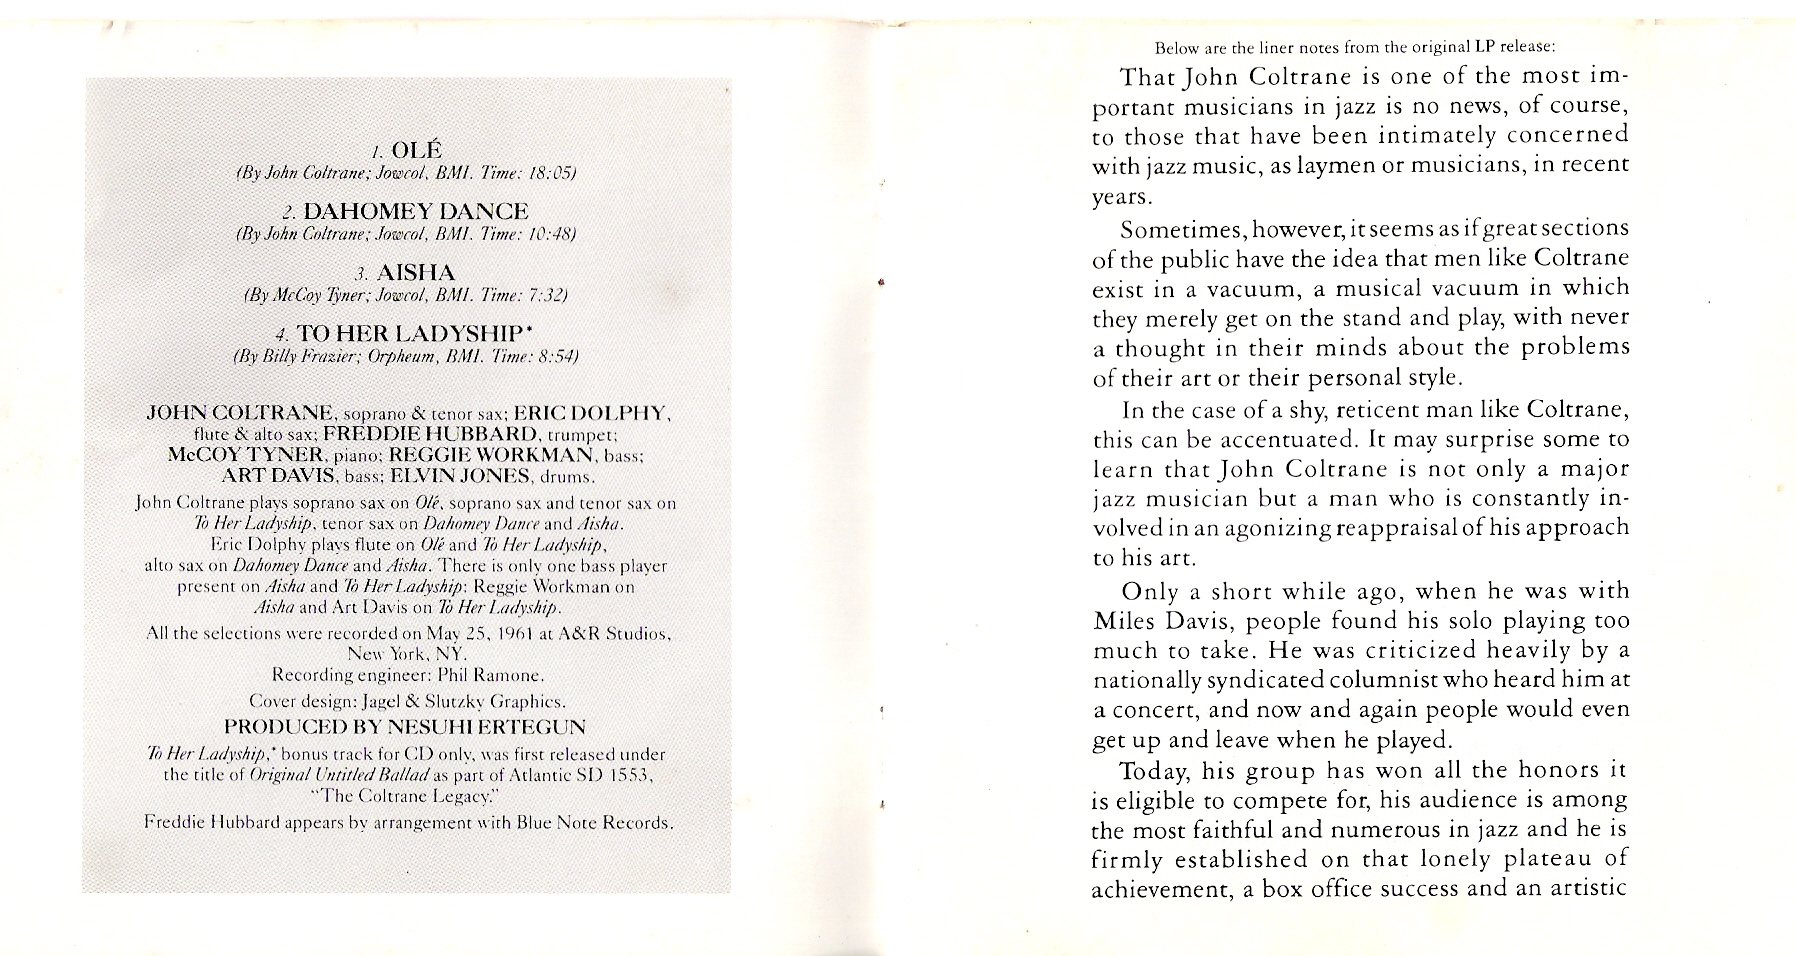 1. OLÉ
(By John Coltrane; Jowcol, BMI. Time: 18:05)
2. DAHOMEY DANCE
(By John Coltrane; Jowcol, BMI. Time: 10:48)
3. AISHA
(By McCoy Tyner; Jowcol, BMI. Time: 7:32)
4. TO HER LADYSHIP*
(By Billy Frazier; Orpheum, BMI. Time: 8:54)
JOHN COLTRANE, soprano & tenor sax; ERIC DOLPHY,
flute & alto sax; FREDDIE HUBBARD, trumpet;
McCOY TYNER, piano; REGGIE WORKMAN, bass;
ART DAVIS, bass; ELVIN JONES, drums.
John Coltrane plays soprano sax on Olé, soprano sax and tenor sax on
To Her Ladyship, tenor sax on Dahomey Dance and Aisha.
Eric Dolphy plays flute on Olé and To Her Ladyship,
alto sax on Dahomey Dance and Aisha. There is only one bass player
present on Aisha and To Her Ladyship: Reggie Workman on
Aisha and Art Davis on To Her Ladyship.
All the selections were recorded on May 25, 1961 at A&R Studios,
New York, NY.
Recording engineer: Phil Ramone.
Cover design: Jagel & Slutzky Graphics.
PRODUCED BY NESUHI ERTEGUN
To Her Ladyship,* bonus track for CD only, was first released under
the title of Original Untitled Ballad as part of Atlantic SD 1553,
"The Coltrane Legacy."
Freddie Hubbard appears by arrangement with Blue Note Records.
Below are the liner notes from the original LP release:
That John Coltrane is one of the most im-
portant musicians in jazz is no news, of course,
to those that have been intimately concerned
with jazz music, as laymen or musicians, in recent
years.
Sometimes, however, it seems as if great sections
of the public have the idea that men like Coltrane
exist in a vacuum, a musical vacuum in which
they merely get on the stand and play, with never
a thought in their minds about the problems
of their art or their personal style.
In the case of a shy, reticent man like Coltrane,
this can be accentuated. It may surprise some to
learn that John Coltrane is not only a major
jazz musician but a man who is constantly in-
volved in an agonizing reappraisal of his approach
to his art.
Only a short while ago, when he was with
Miles Davis, people found his solo playing too
much to take. He was criticized heavily by a
nationally syndicated columnist who heard him at
a concert, and now and again people would even
get up and leave when he played.
Today, his group has won all the honors it
is eligible to compete for, his audience is among
the most faithful and numerous in jazz and he is
firmly established on that lonely plateau of
achievement, a box office success and an artistic